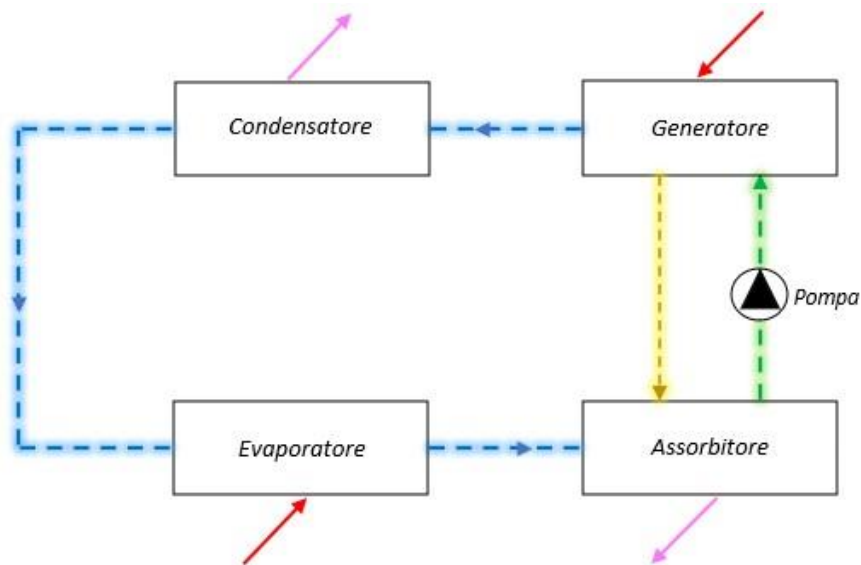 Condensatore
Generatore
Pompa
Evaporatore
Assorbitore